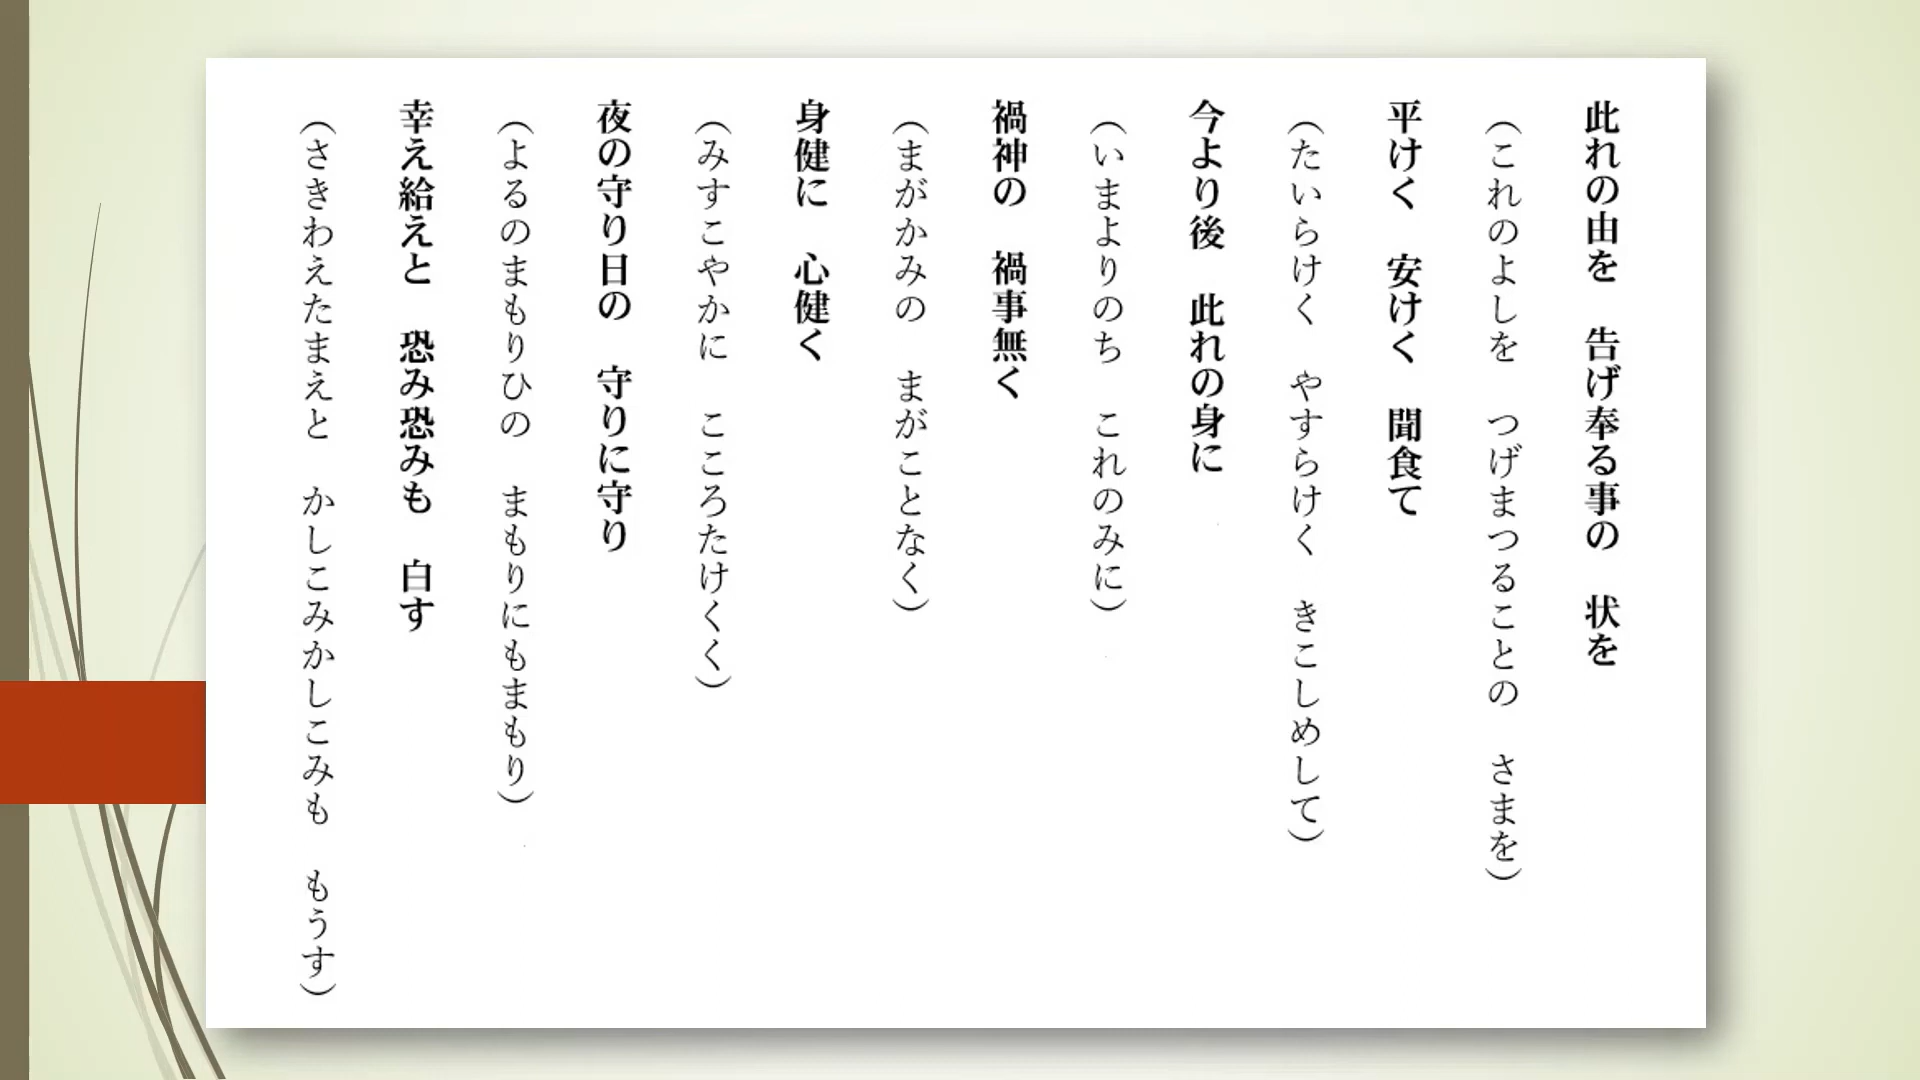 此れの由を　告げ奉る事の　状を
（これのよしを　つげまつることの　さまを）
平けく　安けく　聞食て
（たいらけく　やすらけく　きこしめして）
今より後　此れの身に
（いまよりのち　これのみに）
禍神の　禍事無く
（まがかみの　まがことなく）
身健に　心健く
（みすこやかに　こころたけくく）
夜の守り日の　守りに守り
（よるのまもりひの　まもりにもまもり）
幸え給えと　恐み恐みも　白す
（さきわえたまえと　かしこみかしこみも　もうす）